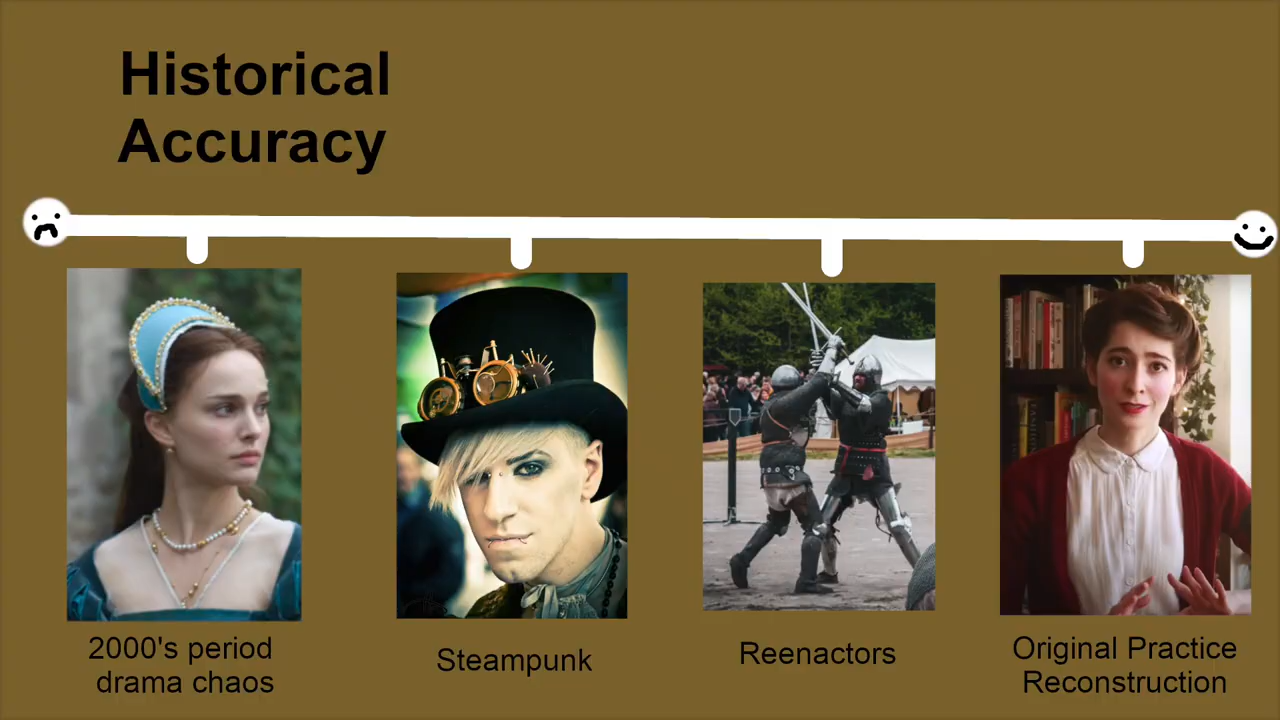 Historical
Accuracy
2000's period
drama chaos
Steampunk
Reenactors
Original Practice
Reconstruction